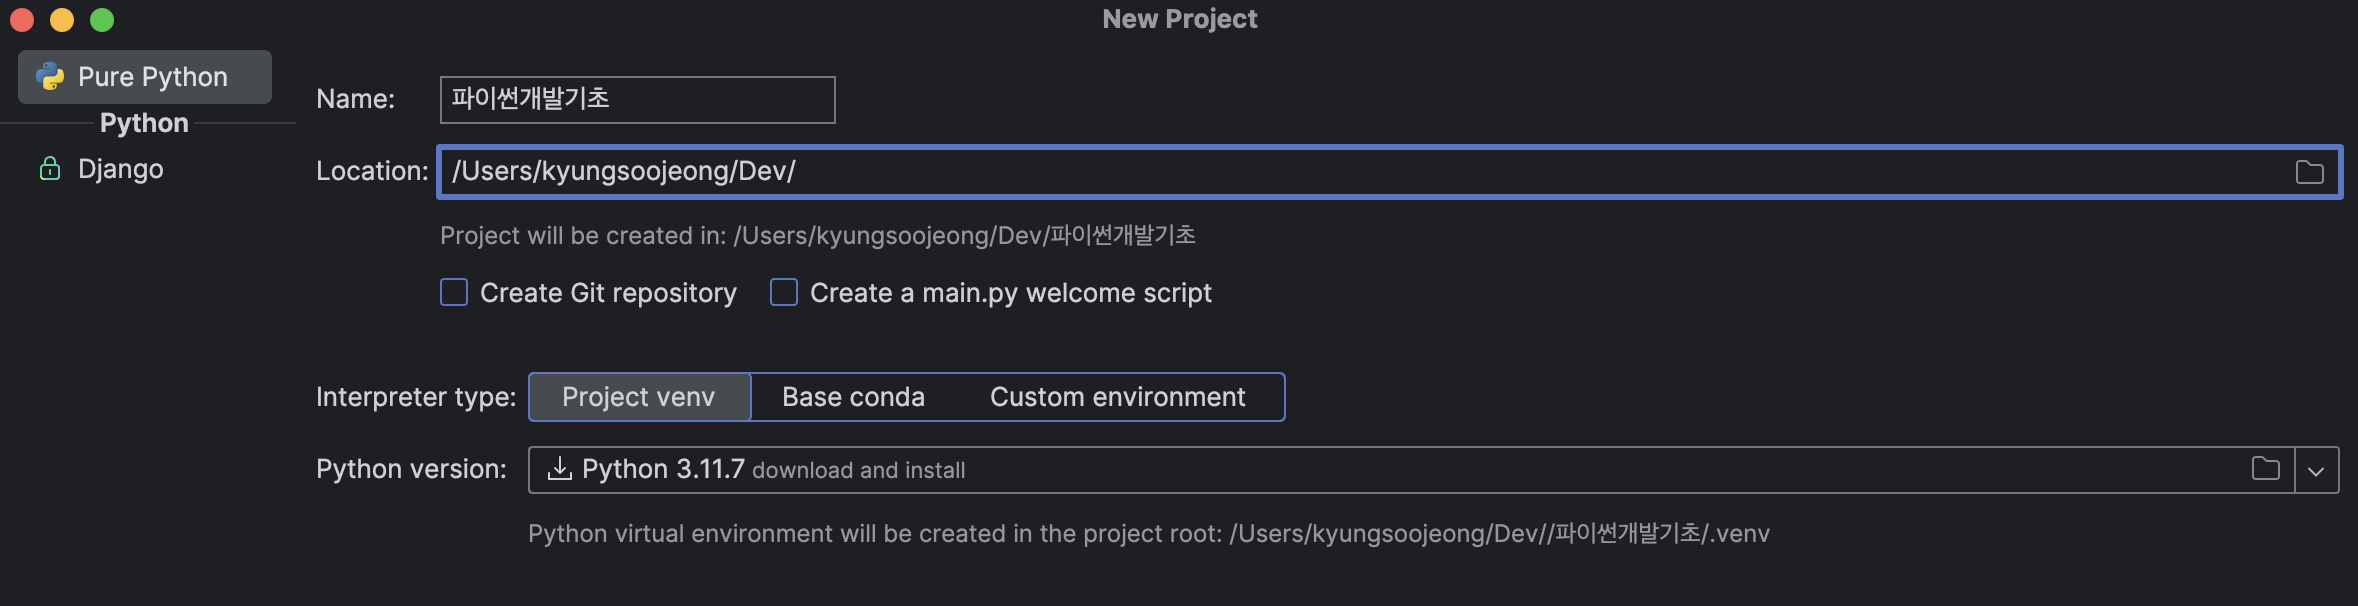 New Project
Pure Python
Python
Django
Name: 파이썬개발기초
Location: /Users/kyungsoojeong/Dev/
Project will be created in: /Users/kyungsoojeong/Dev/파이썬개발기초
Create Git repository Create a main.py welcome script
Interpreter type: Project venv Base conda Custom environment
Python version: Python 3.11.7 download and install
Python virtual environment will be created in the project root: /Users/kyungsoojeong/Dev//파이썬개발기초/.venv